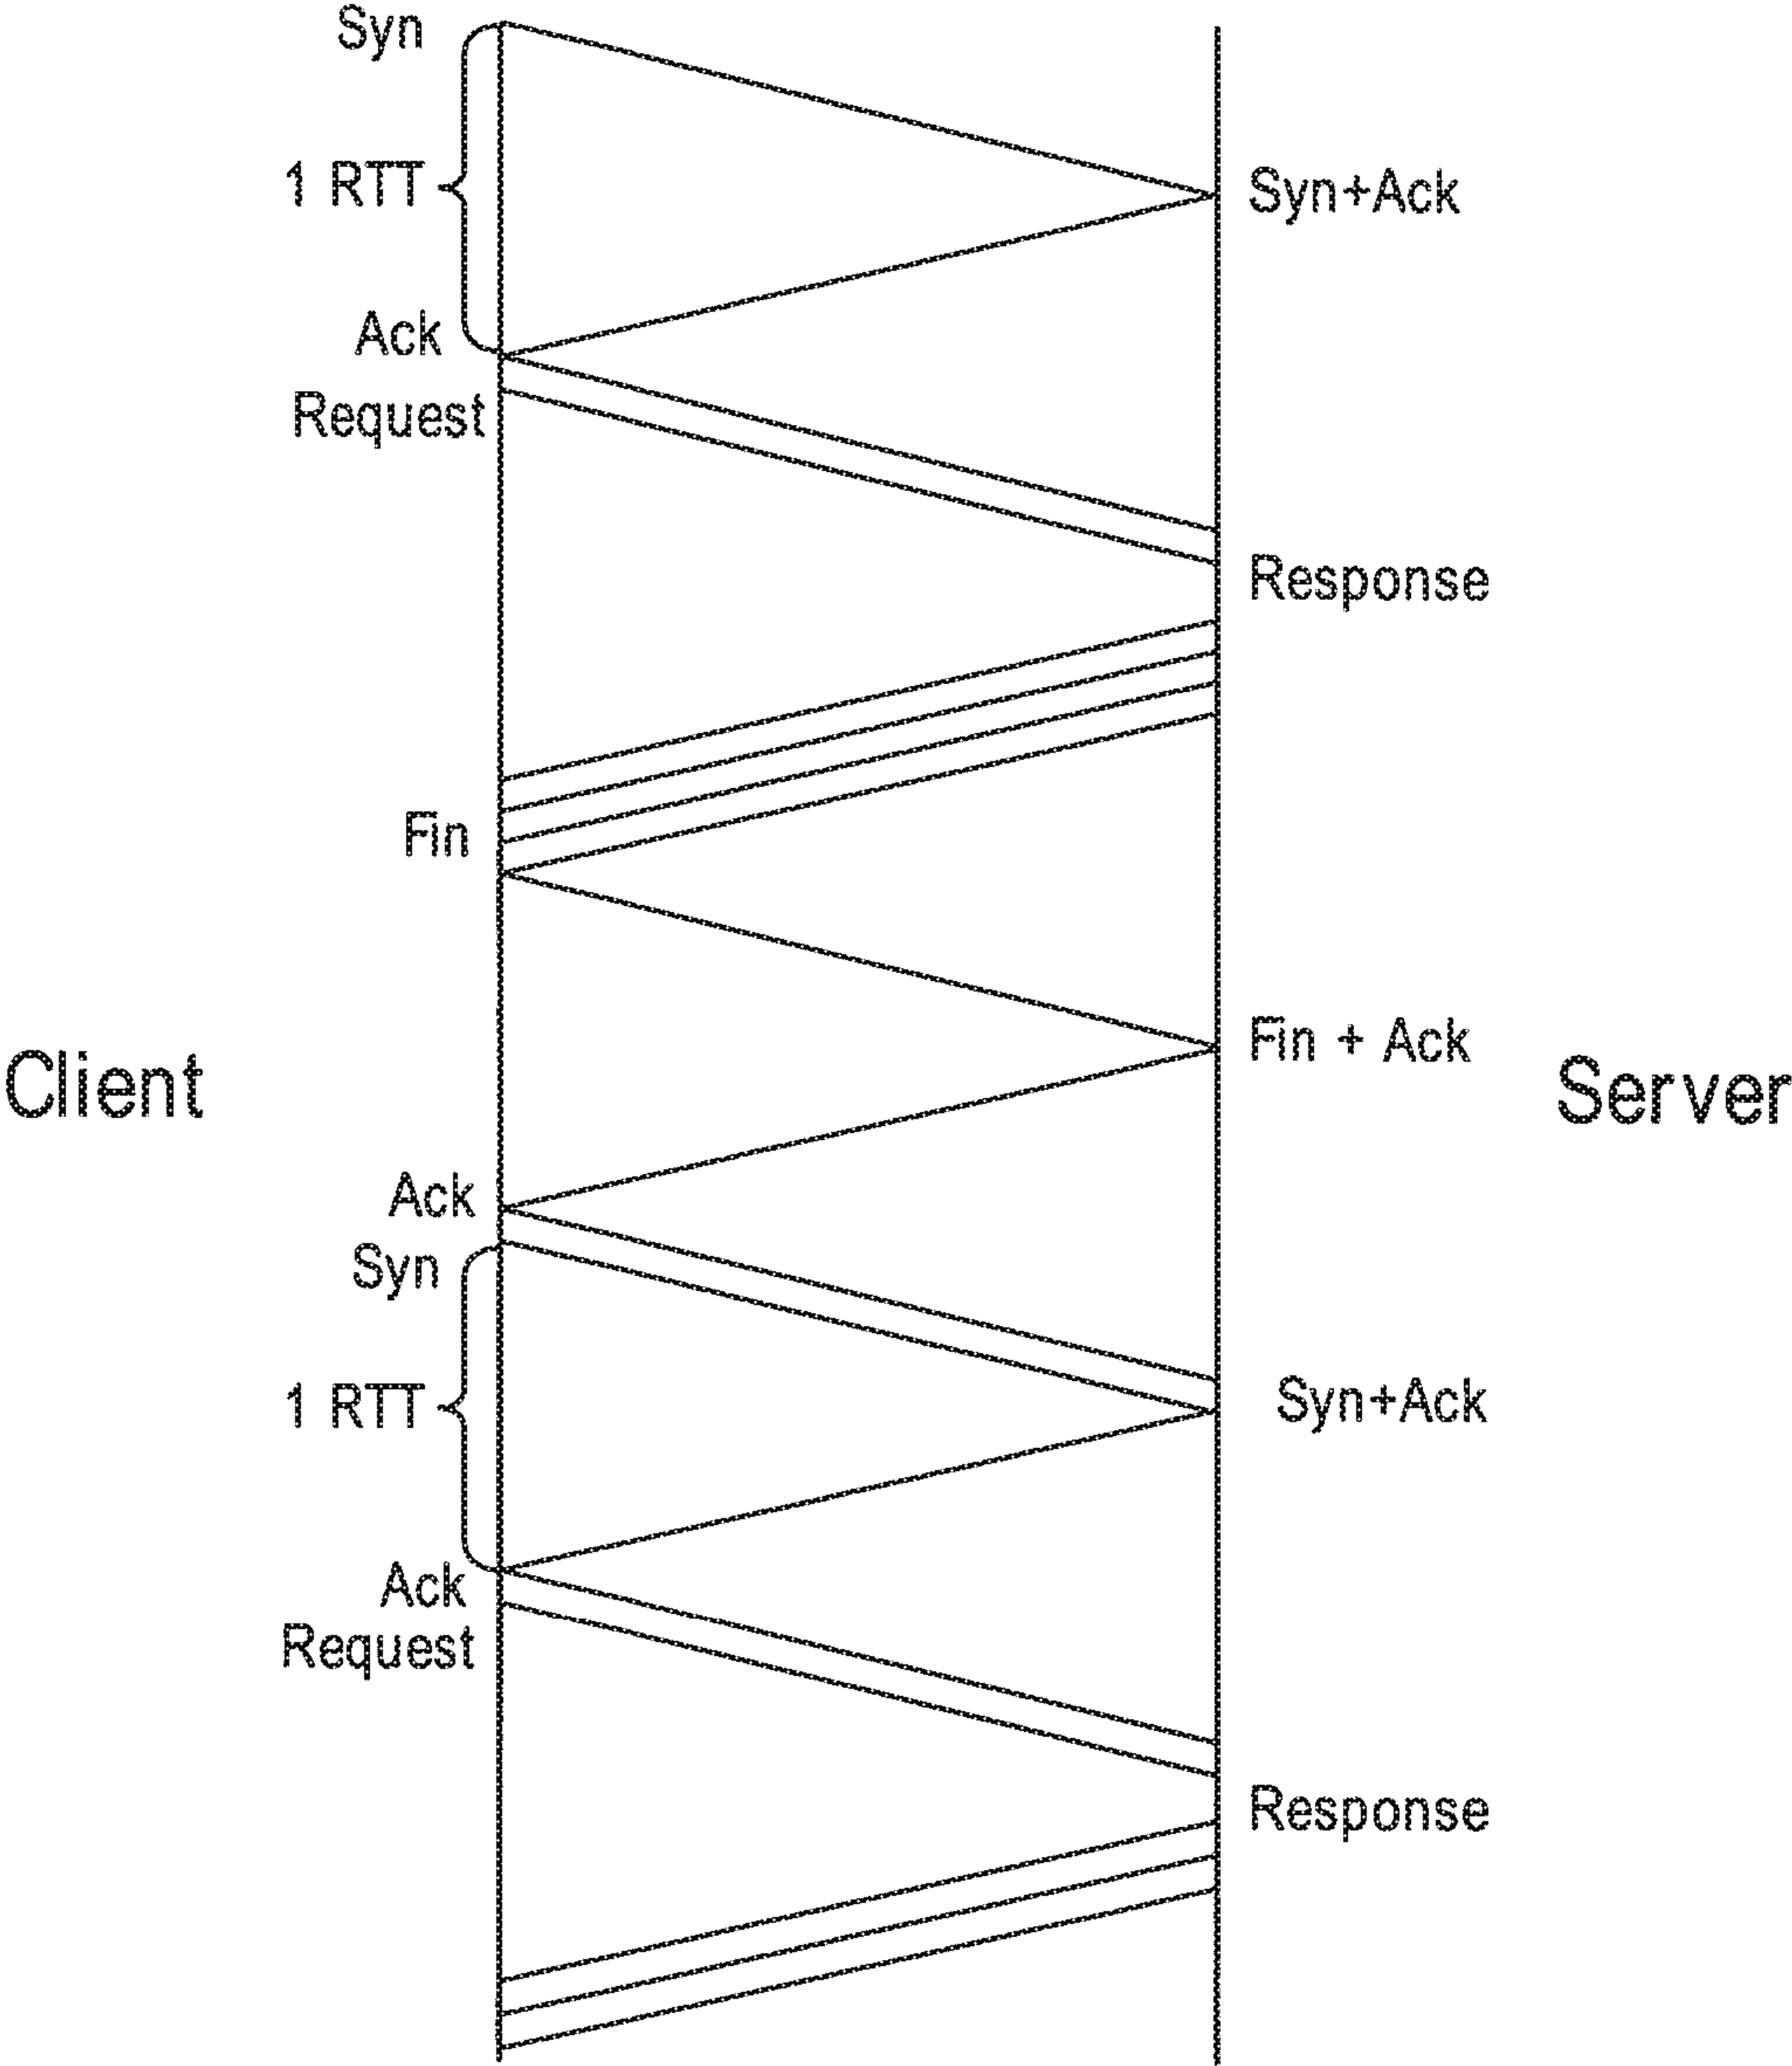 Syn
1 RTT
Syn+Ack
Ack
Request
Response
Fin
Fin + Ack
Client
Server
Ack
Syn
1 RTT
Syn+Ack
Ack
Request
Response